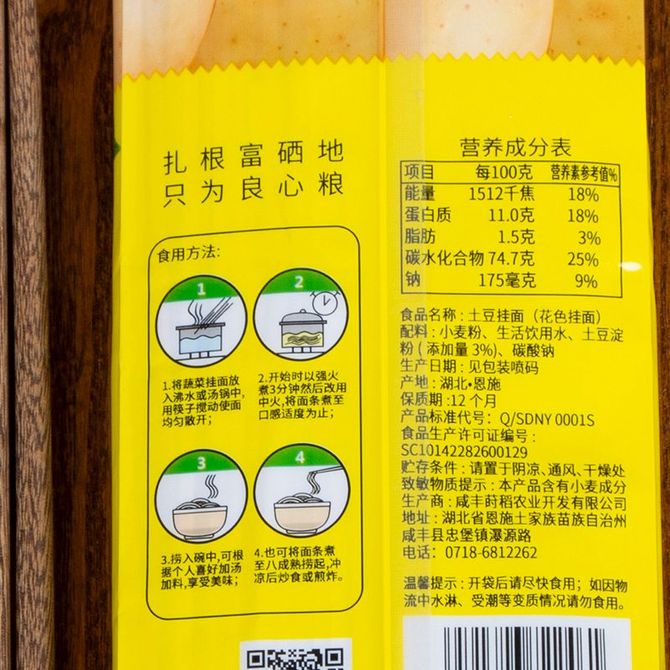 扎根富硒地
只为良心粮
食用方法:
1
2
1.将蔬菜挂面放
入沸水或汤锅中,
用筷子搅动使面
均匀散开;
2.开始时以强火
煮3分钟然后改用
中火,将面条煮至
口感适度为止;
3
4
3.捞入碗中,可根
据个人喜好加汤
加料,享受美味;
4.也可将面条煮
至八成熟捞起,冲
凉后炒食或煎炸。
营养成分表
项目 每100克 营养素参考值%
能量 1512千焦 18%
蛋白质 11.0克 18%
脂肪 1.5克 3%
碳水化合物 74.7克 25%
钠 175毫克 9%
食品名称:土豆挂面(花色挂面)
配料:小麦粉、生活饮用水、土豆淀
粉(添加量3%)、碳酸钠
生产日期:见包装喷码
产地:湖北•恩施
保质期:12个月
产品标准代号:Q/SDNY 0001S
食品生产许可证编号:
SC10142282600129
贮存条件:请置于阴凉、通风、干燥处
致敏物质提示:本产品含有小麦成分
生产商:咸丰莳稻农业开发有限公司
地址:湖北省恩施土家族苗族自治州
咸丰县忠堡镇瀑源路
电话:0718-6812262
温馨提示:开袋后请尽快食用;如因物
流中水淋、受潮等变质情况请勿食用。